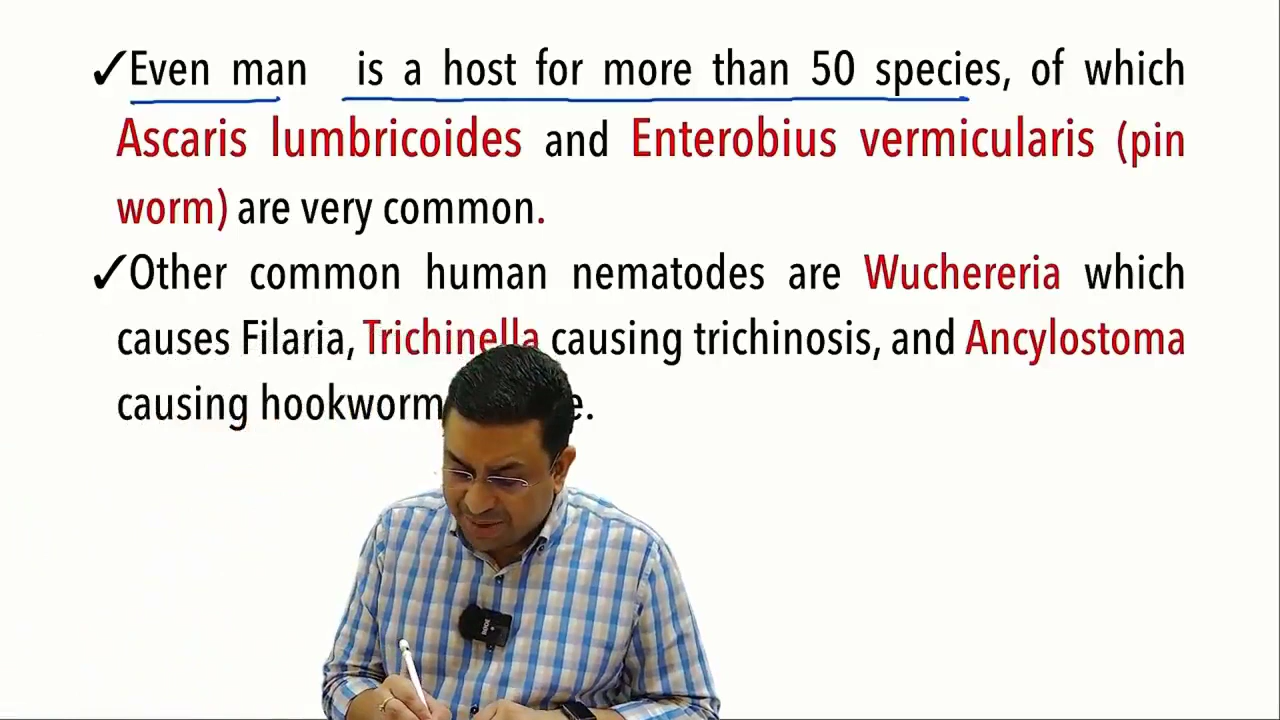 ✓Even man is a host for more than 50 species, of which
Ascaris lumbricoides and Enterobius vermicularis (pin
worm) are very common.
✓Other common human nematodes are Wuchereria which
causes Filaria, Trichinella causing trichinosis, and Ancylostoma
causing hookworm